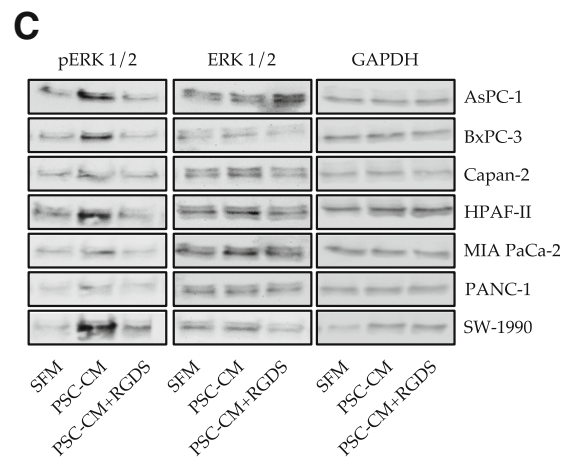 C
pERK 1/2 ERK 1/2 GAPDH
AsPC-1
BxPC-3
Capan-2
HPAF-II
MIA PaCa-2
PANC-1
SW-1990
SFM PSC-CM PSC-CM+RGDS SFM PSC-CM PSC-CM+RGDS SFM PSC-CM PSC-CM+RGDS